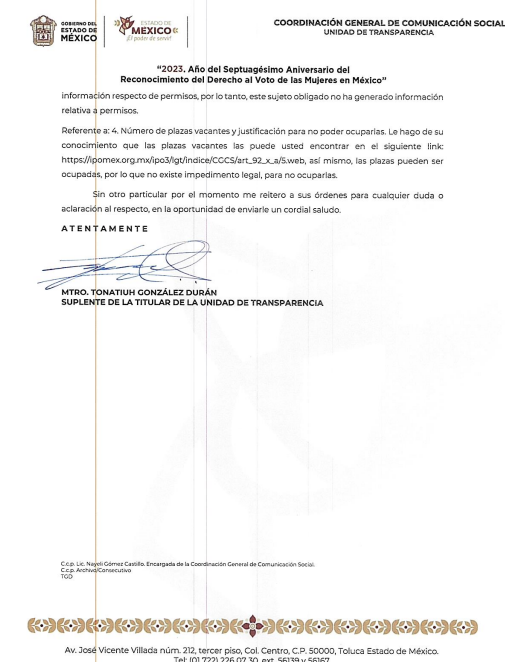 GOBIERNO DEL
ESTADO DE
MÉXICO
ESTADO DE
MÉXICO
¡El poder de servir!
COORDINACIÓN GENERAL DE COMUNICACIÓN SOCIAL
UNIDAD DE TRANSPARENCIA
"2023. Año del Septuagésimo Aniversario del
Reconocimiento del Derecho al Voto de las Mujeres en México"
información respecto de permisos, por lo tanto, este sujeto obligado no ha generado información
relativa a permisos.
Referente a: 4. Número de plazas vacantes y justificación para no poder ocuparlas. Le hago de su
conocimiento que las plazas vacantes las puede usted encontrar en el siguiente link:
https://ipomex.org.mx/ipo3/lgt/indice/CGCS/art_92_x_a/5.web, así mismo, las plazas pueden ser
ocupadas, por lo que no existe impedimento legal, para no ocuparlas.
Sin otro particular por el momento me reitero a sus órdenes para cualquier duda o
aclaración al respecto, en la oportunidad de enviarle un cordial saludo.
A T E N T A M E N T E
MTRO. TONATIUH GONZÁLEZ DURÁN
SUPLENTE DE LA TITULAR DE LA UNIDAD DE TRANSPARENCIA
C.c.p. Lic. Nayeli Gómez Castillo. Encargada de la Coordinación General de Comunicación Social.
C.c.p. Archivo/Consecutivo
TGD
Av. José Vicente Villada núm. 212, tercer piso, Col. Centro, C.P. 50000, Toluca Estado de México.
Tel: (01 722) 226 07 30, ext. 56139 y 56167